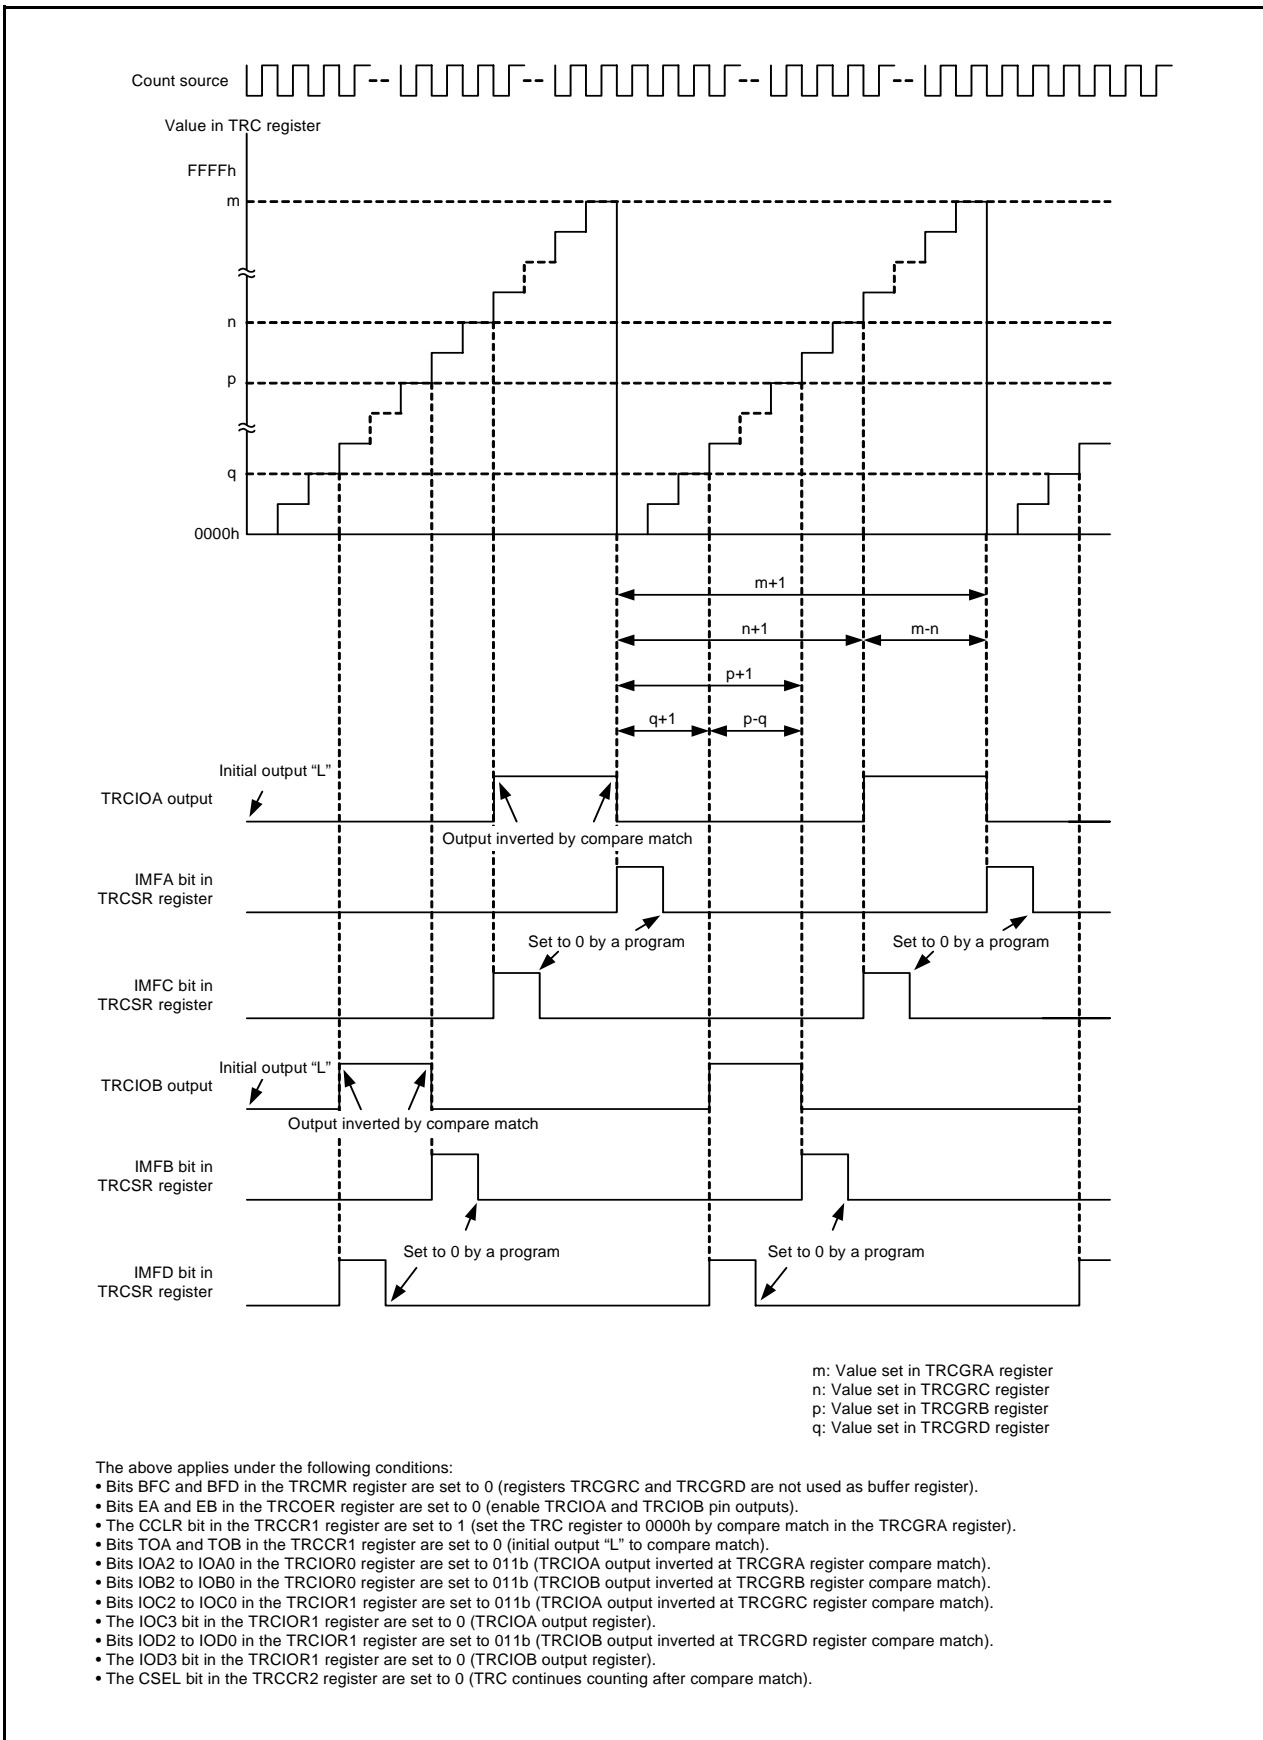 Count source
Value in TRC register
FFFFh
m
n
p
q
0000h
m+1
n+1
m-n
p+1
q+1
p-q
Initial output “L”
TRCIOA output
Output inverted by compare match
IMFA bit in
TRCSR register
Set to 0 by a program
Set to 0 by a program
IMFC bit in
TRCSR register
Initial output “L”
TRCIOB output
Output inverted by compare match
IMFB bit in
TRCSR register
Set to 0 by a program
Set to 0 by a program
IMFD bit in
TRCSR register
m: Value set in TRCGRA register
n: Value set in TRCGRC register
p: Value set in TRCGRB register
q: Value set in TRCGRD register
The above applies under the following conditions:
• Bits BFC and BFD in the TRCMR register are set to 0 (registers TRCGRC and TRCGRD are not used as buffer register).
• Bits EA and EB in the TRCOER register are set to 0 (enable TRCIOA and TRCIOB pin outputs).
• The CCLR bit in the TRCCR1 register are set to 1 (set the TRC register to 0000h by compare match in the TRCGRA register).
• Bits TOA and TOB in the TRCCR1 register are set to 0 (initial output “L” to compare match).
• Bits IOA2 to IOA0 in the TRCIOR0 register are set to 011b (TRCIOA output inverted at TRCGRA register compare match).
• Bits IOB2 to IOB0 in the TRCIOR0 register are set to 011b (TRCIOB output inverted at TRCGRB register compare match).
• Bits IOC2 to IOC0 in the TRCIOR1 register are set to 011b (TRCIOA output inverted at TRCGRC register compare match).
• The IOC3 bit in the TRCIOR1 register are set to 0 (TRCIOA output register).
• Bits IOD2 to IOD0 in the TRCIOR1 register are set to 011b (TRCIOB output inverted at TRCGRD register compare match).
• The IOD3 bit in the TRCIOR1 register are set to 0 (TRCIOB output register).
• The CSEL bit in the TRCCR2 register are set to 0 (TRC continues counting after compare match).